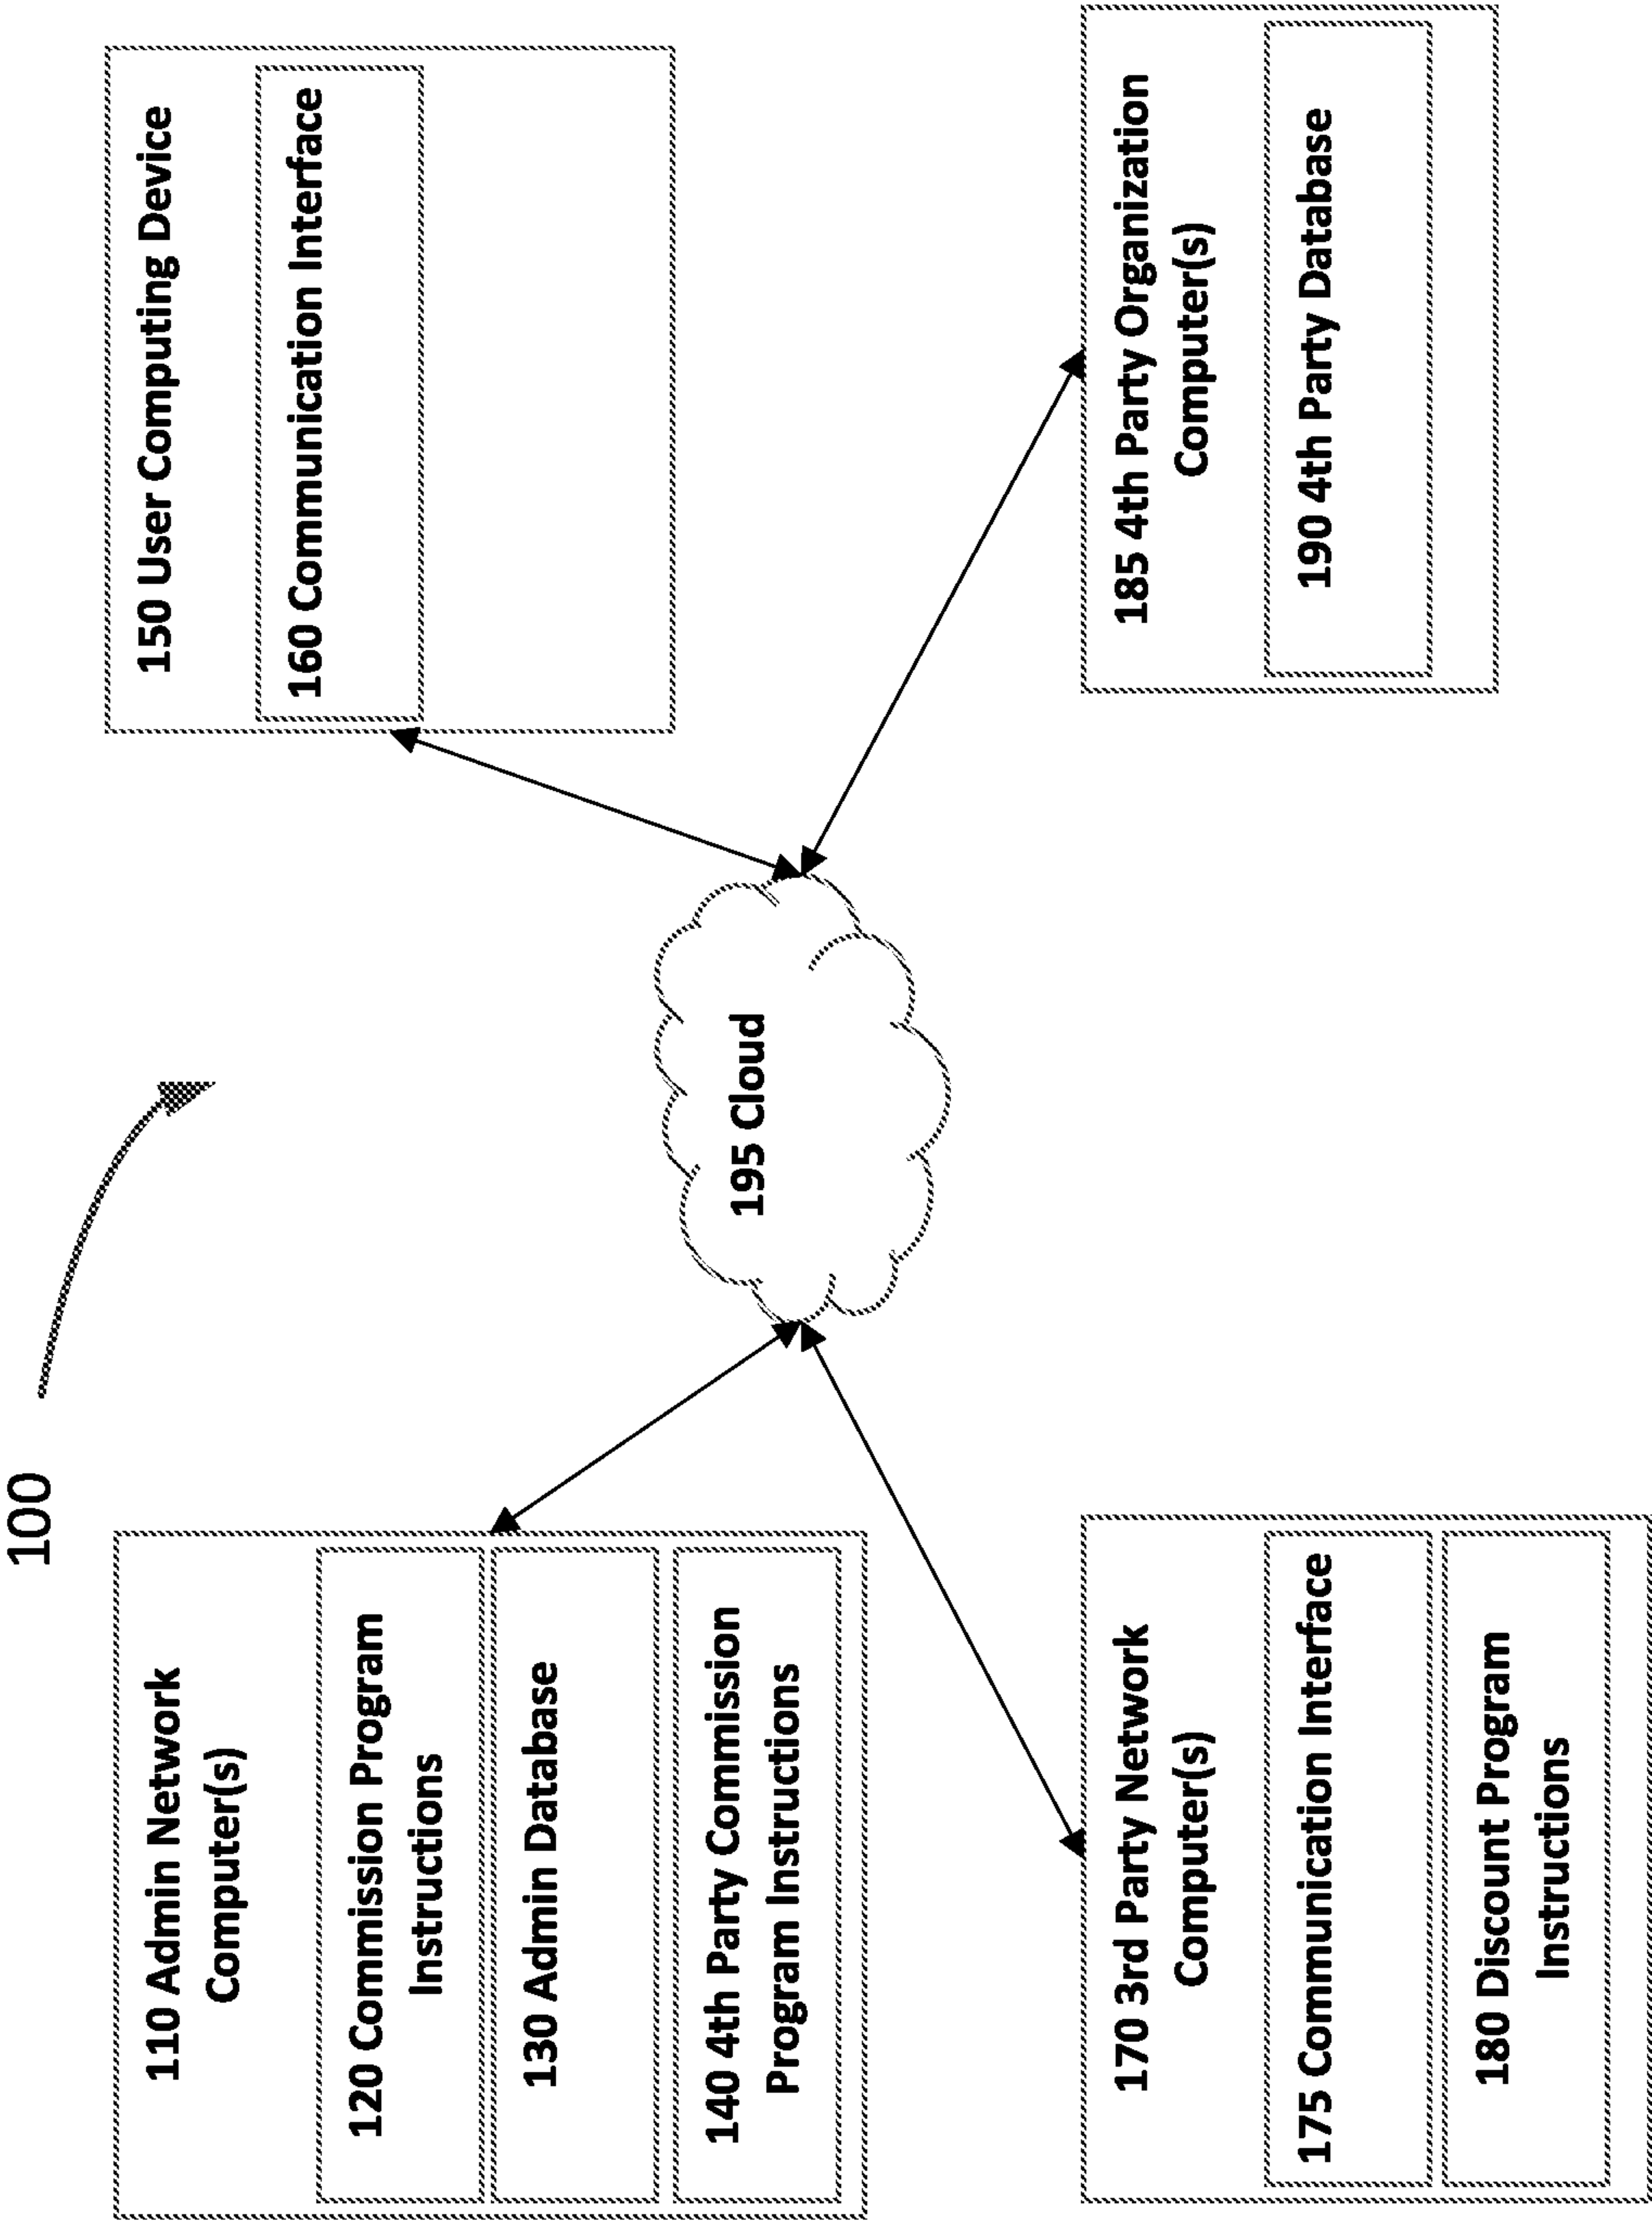 100
110 Admin Network
Computer(s)
120 Commission Program
Instructions
130 Admin Database
140 4th Party Commission
Program Instructions
150 User Computing Device
160 Communication Interface
195 Cloud
170 3rd Party Network
Computer(s)
175 Communication Interface
180 Discount Program
Instructions
185 4th Party Organization
Computer(s)
190 4th Party Database